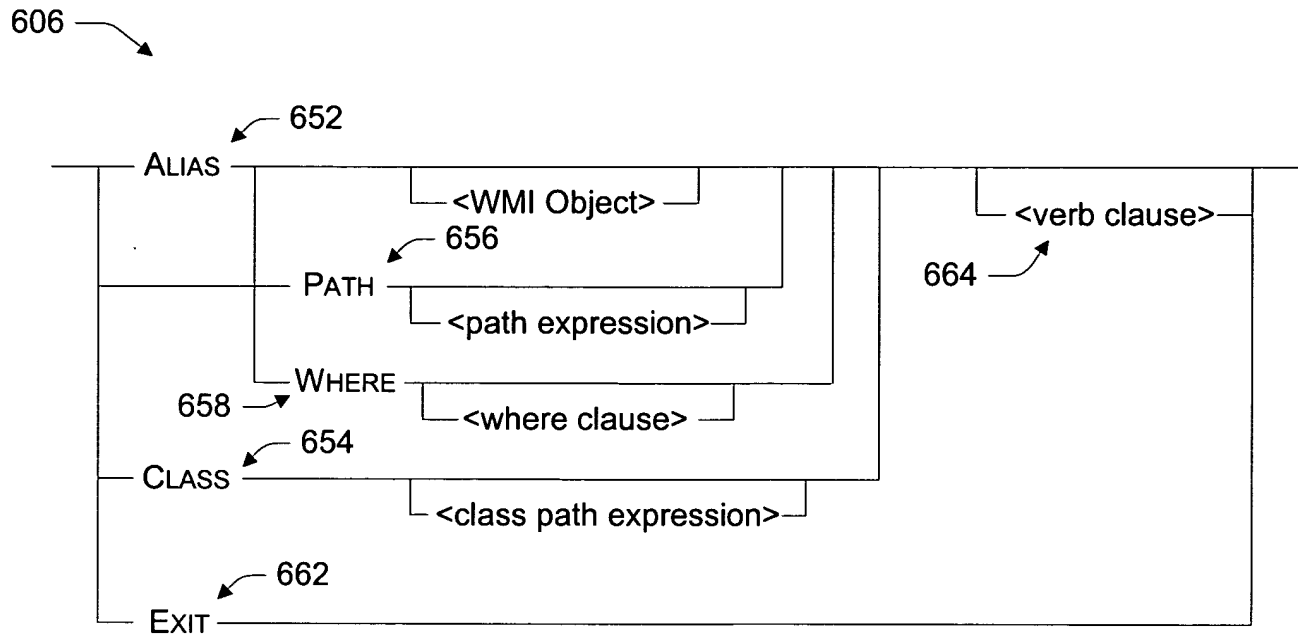 606
652
ALIAS
<WMI Object>
<verb clause>
656
664
PATH
<path expression>
WHERE
658
<where clause>
654
CLASS
<class path expression>
662
EXIT